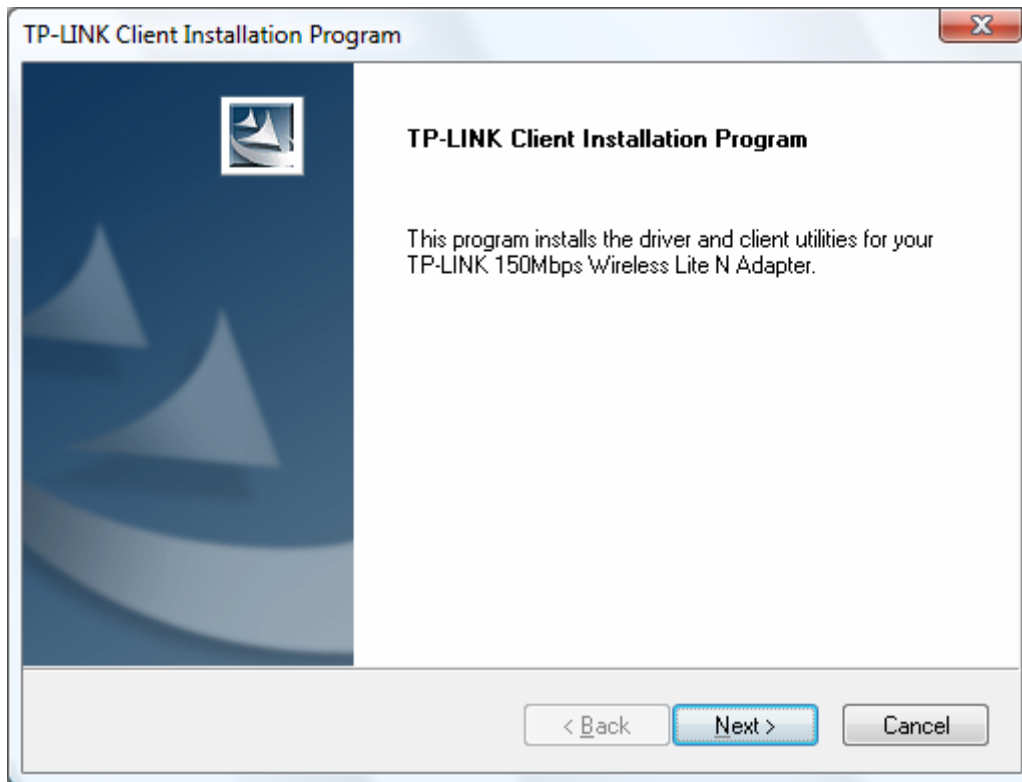 TP-LINK Client Installation Program
TP-LINK Client Installation Program
This program installs the driver and client utilities for your
TP-LINK 150Mbps Wireless Lite N Adapter.
< Back Next > Cancel